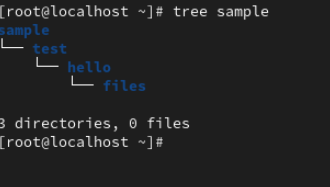 [root@localhost ~]# tree sample
sample
└── test
    └── hello
        └── files

3 directories, 0 files
[root@localhost ~]#